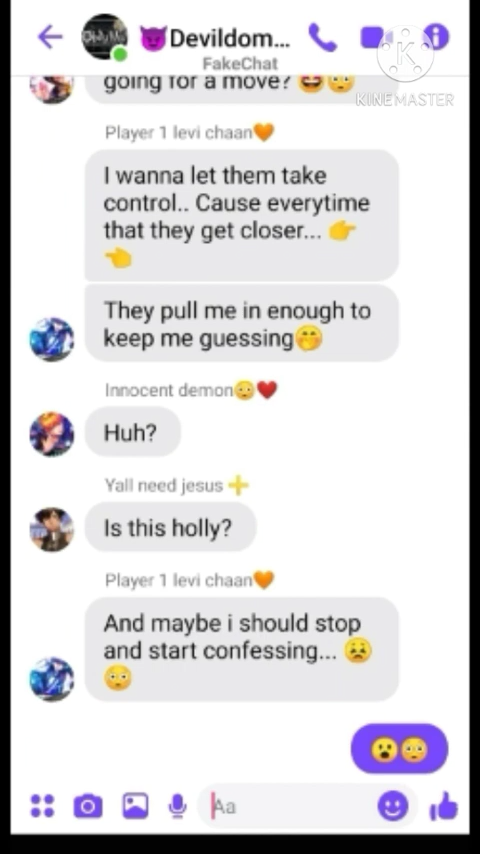 😈Devildom...
FakeChat
K
KINEMASTER
going for a move? 😆😳
Player 1 levi chaan🧡
I wanna let them take
control.. Cause everytime
that they get closer... 👉
👈
They pull me in enough to
keep me guessing🤭
Innocent demon😳❤️
Huh?
Yall need jesus ✝
Is this holly?
Player 1 levi chaan🧡
And maybe i should stop
and start confessing... 😣
😳
😮😳
Aa